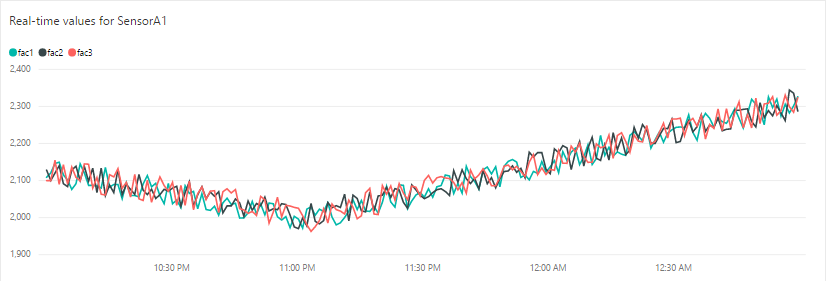 Real-time values for SensorA1
fac1 fac2 fac3
2,400
2,300
2,200
2,100
2,000
1,900
10:30 PM 11:00 PM 11:30 PM 12:00 AM 12:30 AM